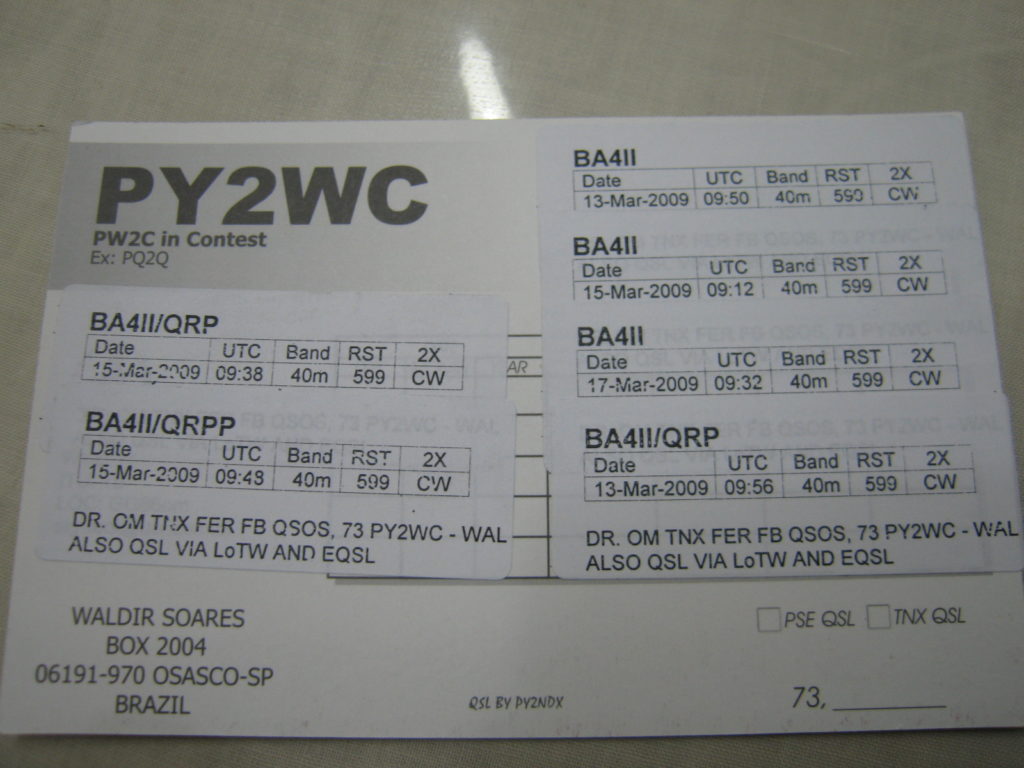 PY2WC
PW2C in Contest
Ex: PQ2Q
BA4II/QRP
Date UTC Band RST 2X
15-Mar-2009 09:38 40m 599 CW
BA4II/QRPP
Date UTC Band RST 2X
15-Mar-2009 09:48 40m 599 CW
DR. OM TNX FER FB QSOS, 73 PY2WC - WAL
ALSO QSL VIA LoTW AND EQSL
BA4II
Date UTC Band RST 2X
13-Mar-2009 09:50 40m 599 CW
BA4II
Date UTC Band RST 2X
15-Mar-2009 09:12 40m 599 CW
BA4II
Date UTC Band RST 2X
17-Mar-2009 09:32 40m 599 CW
BA4II/QRP
Date UTC Band RST 2X
13-Mar-2009 09:56 40m 599 CW
DR. OM TNX FER FB QSOS, 73 PY2WC - WAL
ALSO QSL VIA LoTW AND EQSL
AR
WALDIR SOARES
BOX 2004
06191-970 OSASCO-SP
BRAZIL
QSL BY PY2NDX
PSE QSL TNX QSL
73,